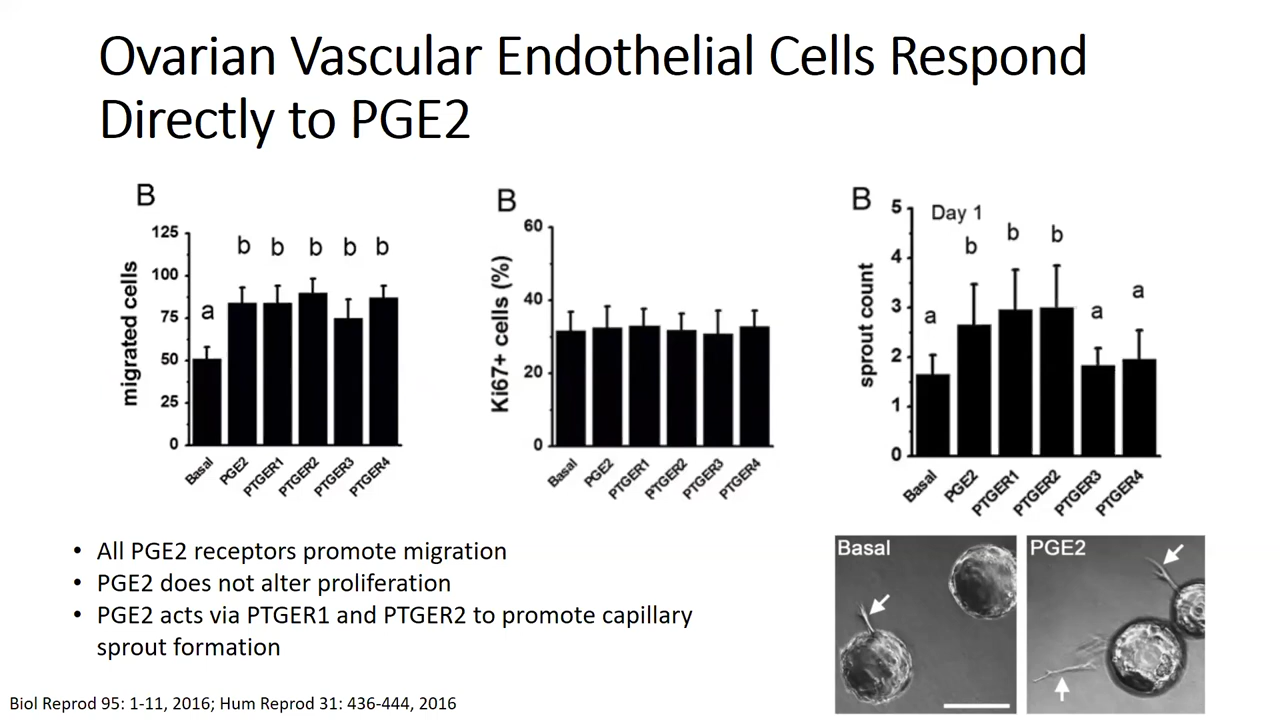 Ovarian Vascular Endothelial Cells Respond
Directly to PGE2
B
125
100
75
50
25
0
migrated cells
a
b
b
b
b
b
Basal
PGE2
PTGER1
PTGER2
PTGER3
PTGER4
B
60
40
20
0
Ki67+ cells (%)
Basal
PGE2
PTGER1
PTGER2
PTGER3
PTGER4
B
Day 1
5
4
3
2
1
0
sprout count
a
b
b
b
a
a
Basal
PGE2
PTGER1
PTGER2
PTGER3
PTGER4
• All PGE2 receptors promote migration
• PGE2 does not alter proliferation
• PGE2 acts via PTGER1 and PTGER2 to promote capillary
sprout formation
Basal
PGE2
Biol Reprod 95: 1-11, 2016; Hum Reprod 31: 436-444, 2016